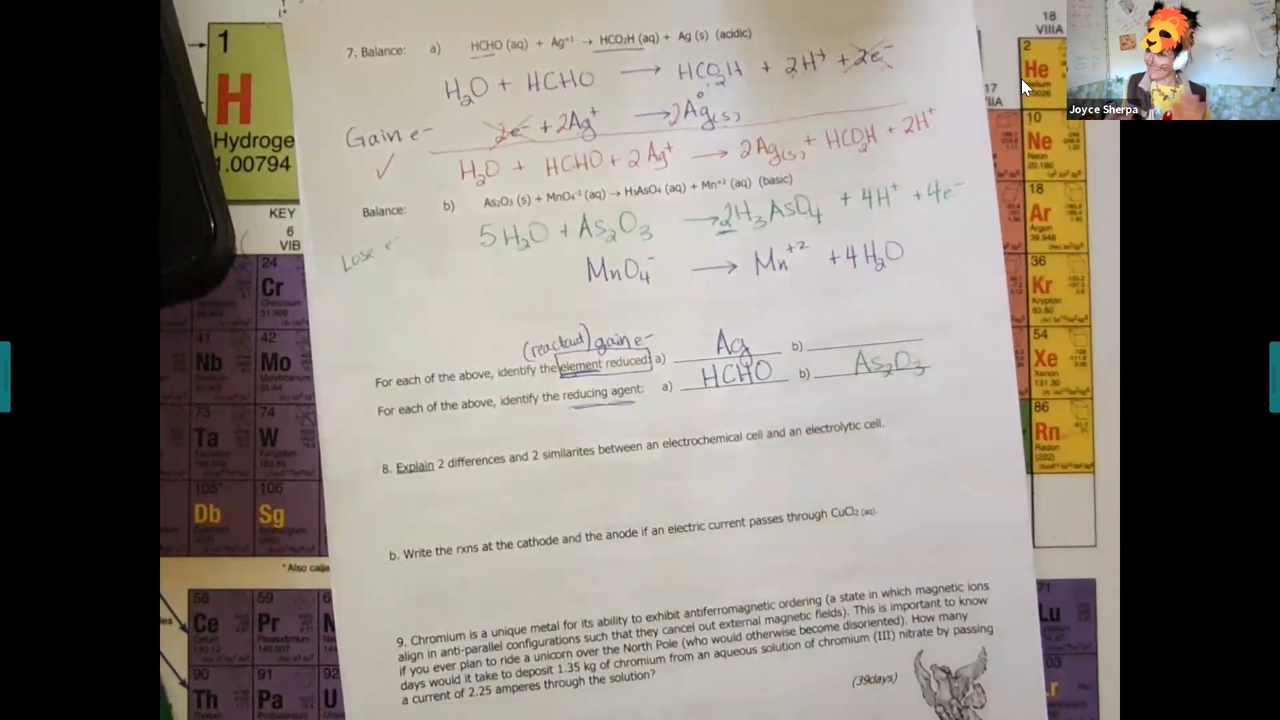 7. Balance: a) HCHO (aq) + Ag⁺¹ → HCO₂H (aq) + Ag (s) (acidic)
H₂O + HCHO → HCO₂H + 2H⁺ + 2e⁻
2e⁻ + 2Ag⁺ → 2Ag⁰(s)
Gain e⁻
✓ H₂O + HCHO + 2Ag⁺ → 2Ag(s) + HCO₂H + 2H⁺
Balance: b) As₂O₃ (s) + MnO₄⁻¹ (aq) → H₃AsO₄ (aq) + Mn⁺² (aq) (basic)
Lose e⁻ 5H₂O + As₂O₃ → 2H₃AsO₄ + 4H⁺ + 4e⁻
MnO₄⁻ → Mn⁺² + 4H₂O
(reactant) gain e⁻
For each of the above, identify the element reduced: a) Ag b)
For each of the above, identify the reducing agent: a) HCHO b) As₂O₃
8. Explain 2 differences and 2 similarites between an electrochemical cell and an electrolytic cell.
b. Write the rxns at the cathode and the anode if an electric current passes through CuCl₂ (aq).
9. Chromium is a unique metal for its ability to exhibit antiferromagnetic ordering (a state in which magnetic ions
align in anti-parallel configurations such that they cancel out external magnetic fields). This is important to know
if you ever plan to ride a unicorn over the North Pole (who would otherwise become disoriented). How many
days would it take to deposit 1.35 kg of chromium from an aqueous solution of chromium (III) nitrate by passing
a current of 2.25 amperes through the solution?
(39days)
1
H
Hydroge
1.00794
KEY
6
VIB
24
Cr
41
Nb
42
Mo
73
Ta
74
W
105
Db
106
Sg
*Also calle
58
Ce
59
Pr
90
Th
91
Pa
92
U
18
VIIIA
17
2
He
10
Ne
18
Ar
36
Kr
54
Xe
86
Rn
71
Lu
Joyce Sherpa